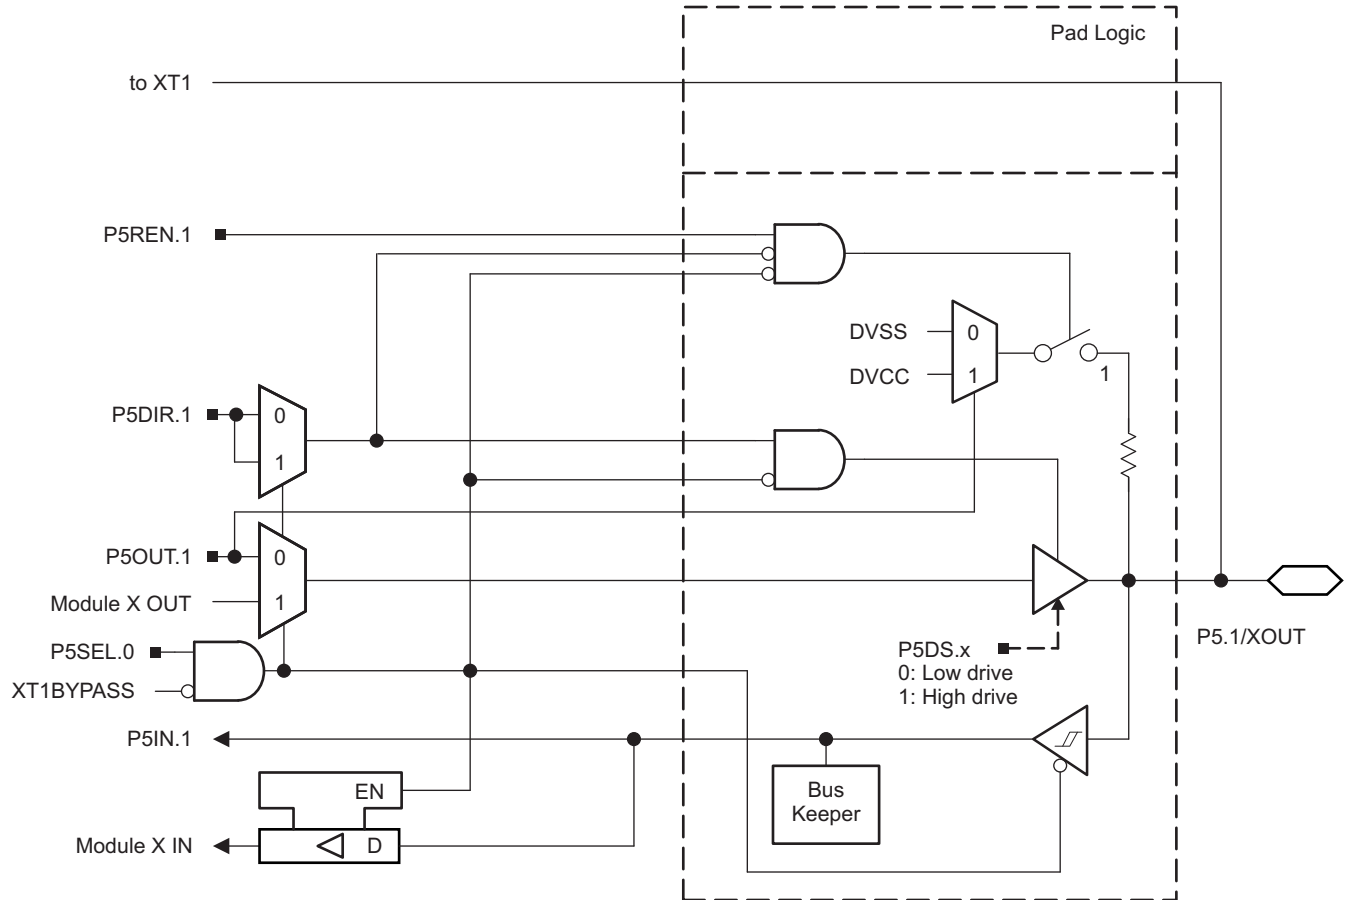 Pad Logic
to XT1
P5REN.1
DVSS
0
DVCC
1
1
P5DIR.1
0
1
P5OUT.1
0
Module X OUT
1
P5SEL.0
XT1BYPASS
P5DS.x
0: Low drive
1: High drive
P5.1/XOUT
P5IN.1
Bus
Keeper
EN
Module X IN
D